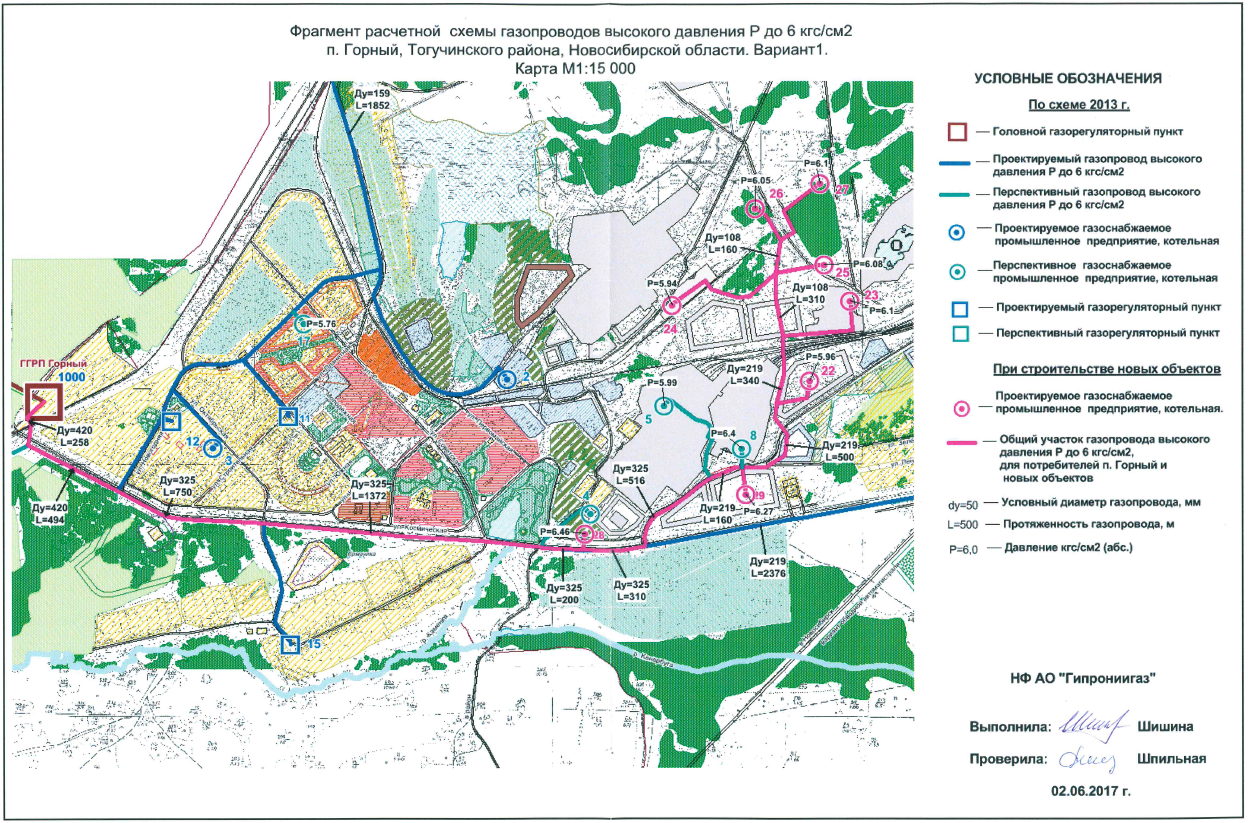 Фрагмент расчетной схемы газопроводов высокого давления Р до 6 кгс/см2
п. Горный, Тогучинского района, Новосибирской области. Вариант1.
Карта М1:15 000
УСЛОВНЫЕ ОБОЗНАЧЕНИЯ
По схеме 2013 г.
— Головной газорегуляторный пункт
— Проектируемый газопровод высокого
давления Р до 6 кгс/см2
— Перспективный газопровод высокого
давления Р до 6 кгс/см2
— Проектируемое газоснабжаемое
промышленное предприятие, котельная
— Перспективное газоснабжаемое
промышленное предприятие, котельная
— Проектируемый газорегуляторный пункт
— Перспективный газорегуляторный пункт
При строительстве новых объектов
— Проектируемое газоснабжаемое
промышленное предприятие, котельная.
— Общий участок газопровода высокого
давления Р до 6 кгс/см2,
для потребителей п. Горный и
новых объектов
dy=50 — Условный диаметр газопровода, мм
L=500 — Протяженность газопровода, м
Р=6,0 — Давление кгс/см2 (абс.)
НФ АО "Гипрониигаз"
Выполнила: Шишина
Проверила: Шпильная
02.06.2017 г.
Ду=159
L=1852
Р=6.1
27
Р=6.05
26
Ду=108
L=160
25
Р=6.08
Ду=108
L=310
23
Р=6.1
Р=5.94
24
Р=5.76
17
ГГРП Горный
1000
Ду=420
L=258
2
Р=5.99
5
Ду=219
L=340
Р=5.96
22
11
12
3
Р=6.4
8
Ду=219
L=500
Ду=325
L=750
Ду=325
L=1372
Ду=325
L=516
Ду=420
L=494
4
Ду=219
L=160
Р=6.27
ул.Космическая
Р=6.46
28
Ду=219
L=2376
Ду=325
L=200
Ду=325
L=310
15